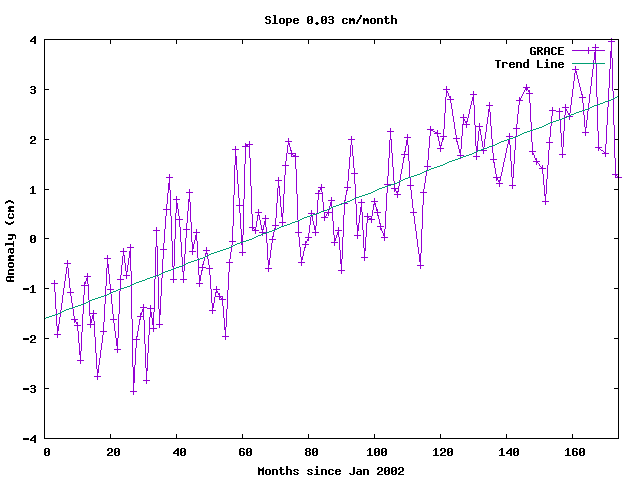 Slope 0.03 cm/month
GRACE
Trend Line
4
3
2
1
0
-1
-2
-3
-4
Anomaly (cm)
0 20 40 60 80 100 120 140 160
Months since Jan 2002